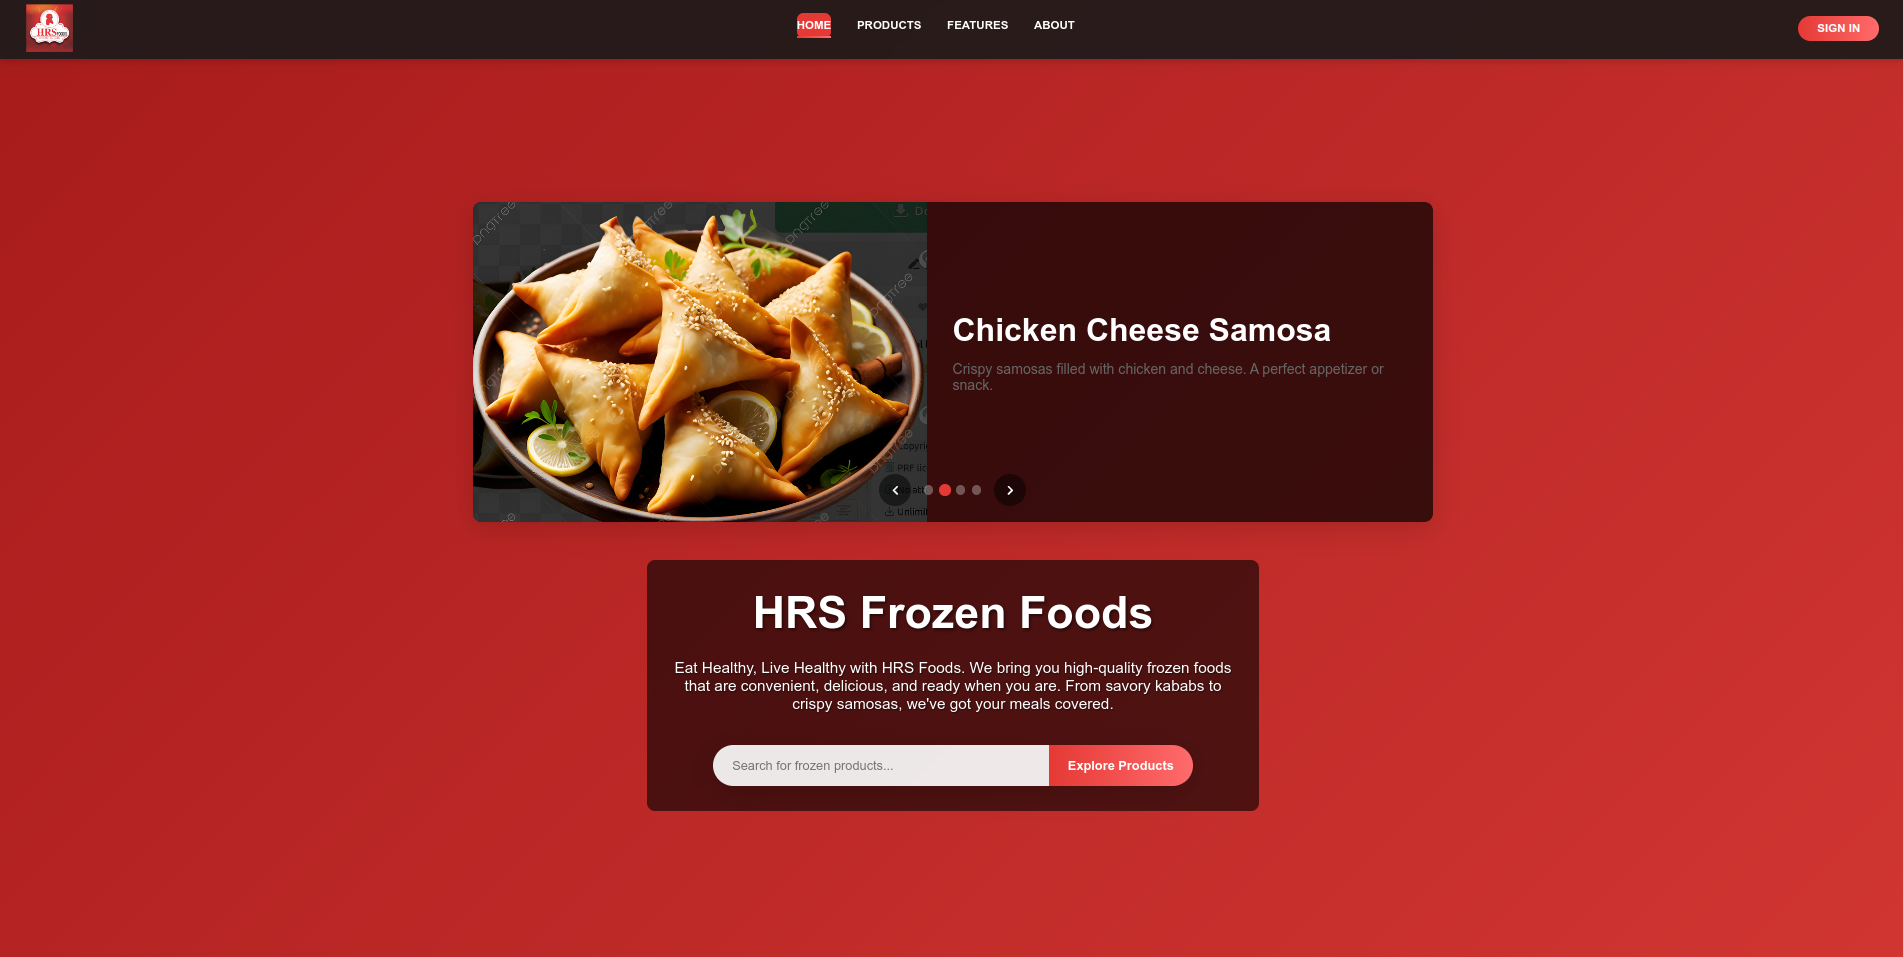 HRS FOODS
HOME PRODUCTS FEATURES ABOUT
SIGN IN
pngtree
pngtree
pngtree
Chicken Cheese Samosa
Crispy samosas filled with chicken and cheese. A perfect appetizer or
snack.
HRS Frozen Foods
Eat Healthy, Live Healthy with HRS Foods. We bring you high-quality frozen foods
that are convenient, delicious, and ready when you are. From savory kababs to
crispy samosas, we've got your meals covered.
Search for frozen products...
Explore Products